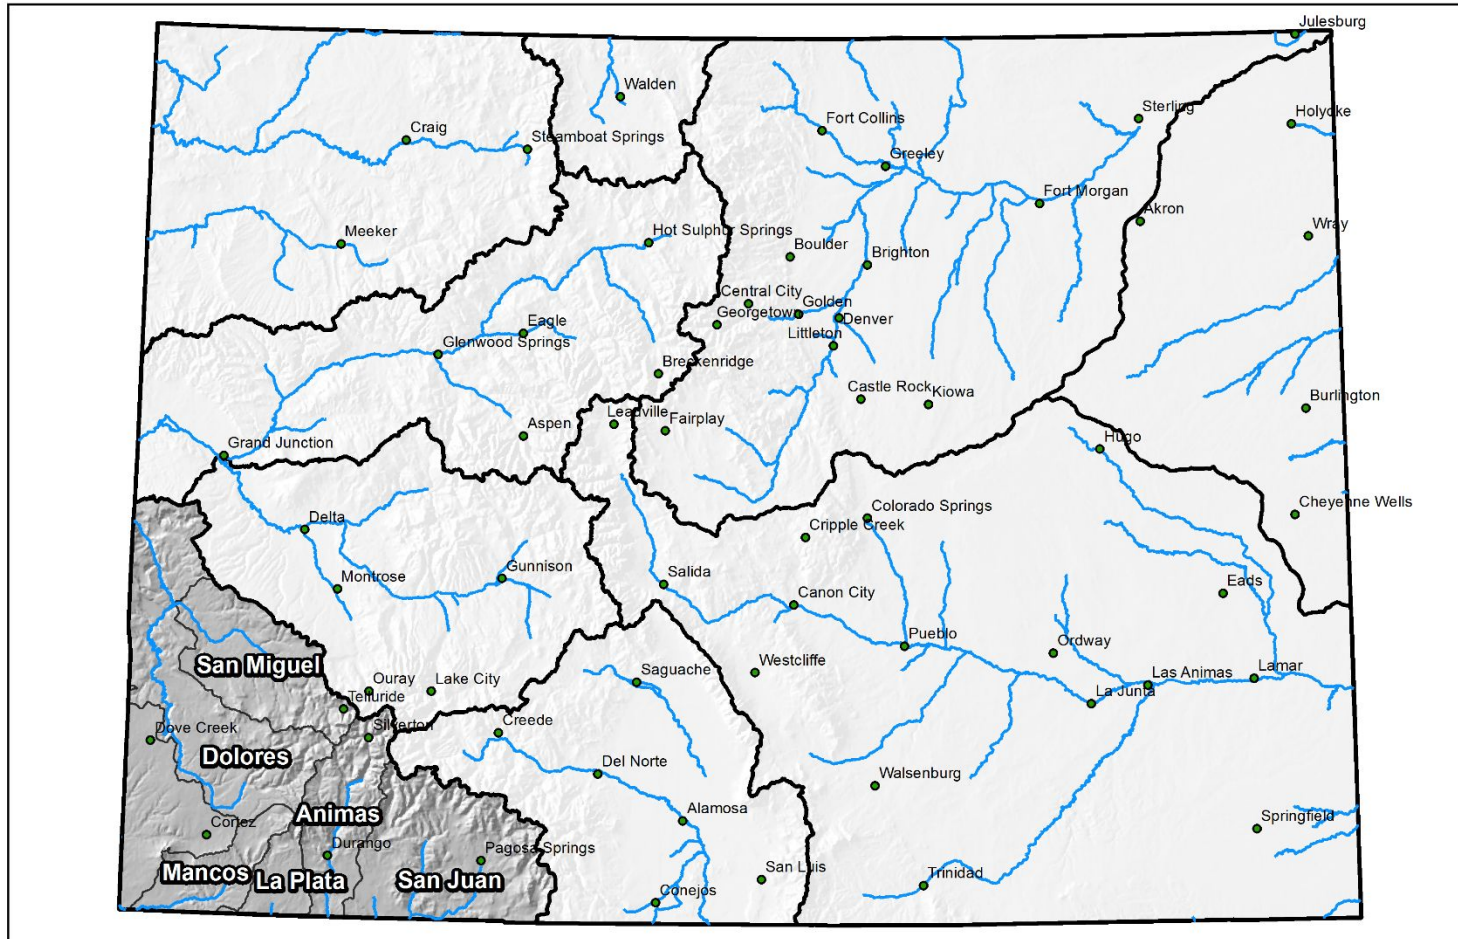 Julesburg
Walden
Sterling
Holyoke
Fort Collins
Craig
Steamboat Springs
Greeley
Fort Morgan
Akron
Wray
Meeker
Hot Sulphur Springs
Boulder
Brighton
Central City
Golden
Georgetown
Denver
Eagle
Littleton
Glenwood Springs
Breckenridge
Castle Rock
Kiowa
Burlington
Leadville
Fairplay
Aspen
Hugo
Grand Junction
Cheyenne Wells
Colorado Springs
Delta
Cripple Creek
Gunnison
Montrose
Salida
Eads
Canon City
Pueblo
Ordway
San Miguel
Westcliffe
Saguache
Las Animas
Lamar
Ouray
Lake City
Telluride
La Junta
Creede
Silverton
Dove Creek
Dolores
Del Norte
Walsenburg
Animas
Alamosa
Springfield
Cortez
Durango
Pagosa Springs
Mancos
La Plata
San Juan
San Luis
Trinidad
Conejos